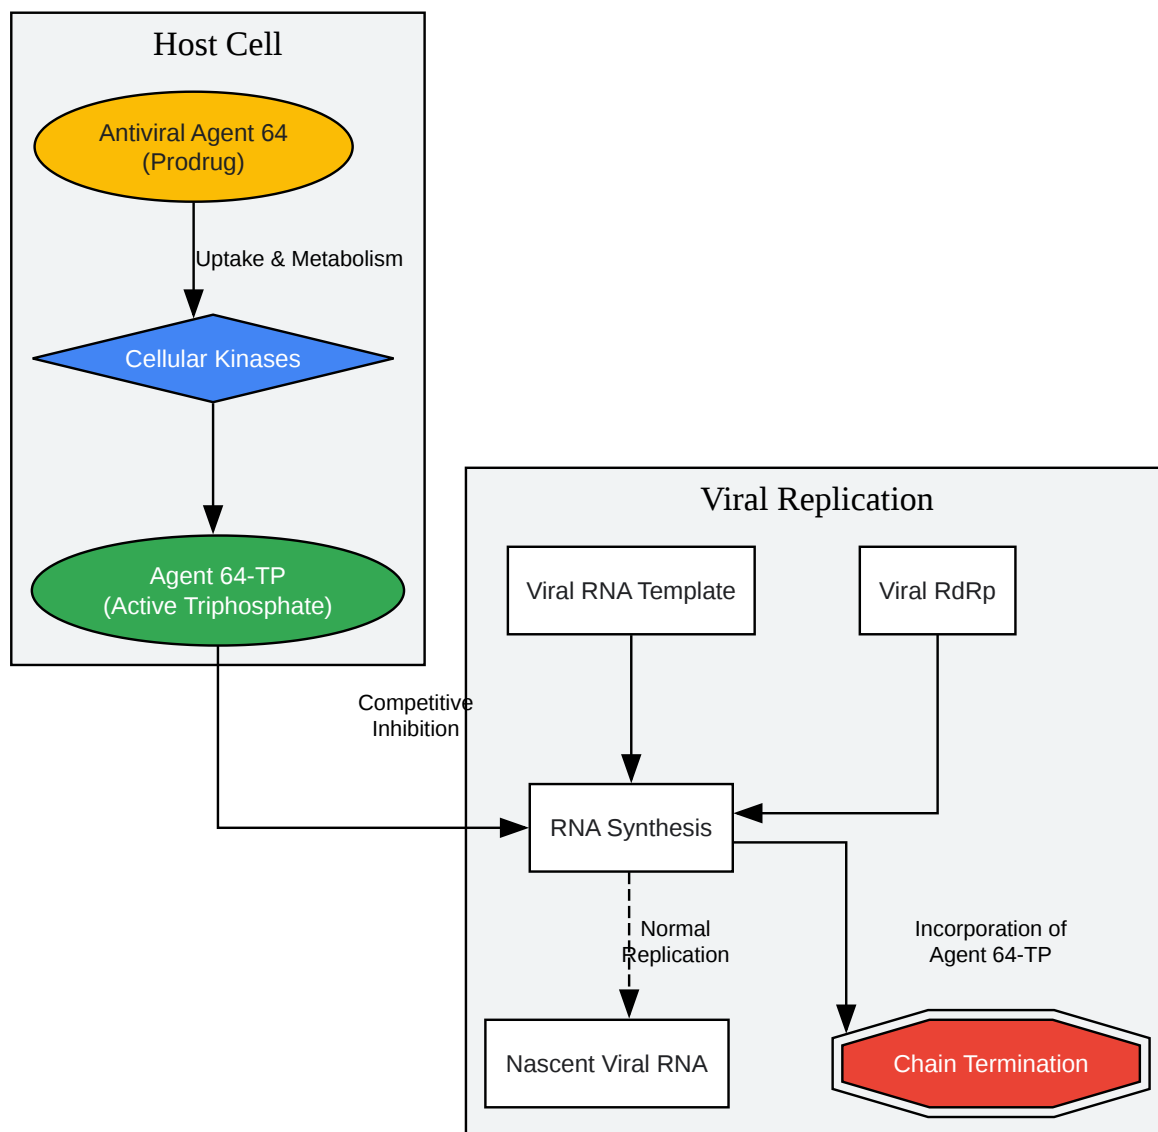 Host Cell
Antiviral Agent 64
(Prodrug)
Uptake & Metabolism
Cellular Kinases
Agent 64-TP
(Active Triphosphate)
Competitive
Inhibition
Viral Replication
Viral RNA Template
Viral RdRp
RNA Synthesis
Normal
Replication
Incorporation of
Agent 64-TP
Nascent Viral RNA
Chain Termination